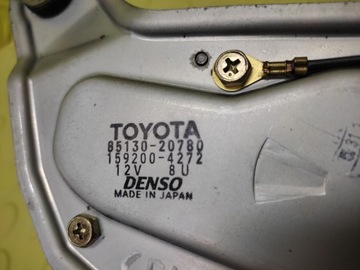 TOYOTA
85130-20780
159200-4272
12V 8U
DENSO
MADE IN JAPAN